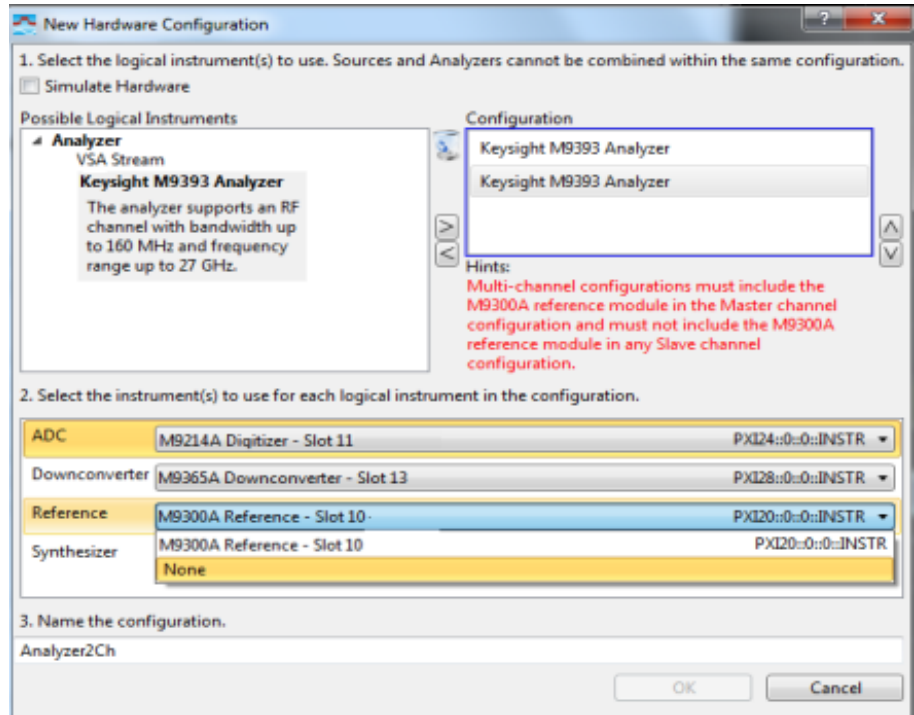 New Hardware Configuration
1. Select the logical instrument(s) to use. Sources and Analyzers cannot be combined within the same configuration.
Simulate Hardware
Possible Logical Instruments
Analyzer
VSA Stream
Keysight M9393 Analyzer
The analyzer supports an RF
channel with bandwidth up
to 160 MHz and frequency
range up to 27 GHz.
Configuration
Keysight M9393 Analyzer
Keysight M9393 Analyzer
Hints:
Multi-channel configurations must include the
M9300A reference module in the Master channel
configuration and must not include the M9300A
reference module in any Slave channel
configuration.
2. Select the instrument(s) to use for each logical instrument in the configuration.
ADC M9214A Digitizer - Slot 11 PXI24::0::0::INSTR
Downconverter M9365A Downconverter - Slot 13 PXI28::0::0::INSTR
Reference M9300A Reference - Slot 10 PXI20::0::0::INSTR
M9300A Reference - Slot 10 PXI20::0::0::INSTR
Synthesizer
None
3. Name the configuration.
Analyzer2Ch
OK Cancel